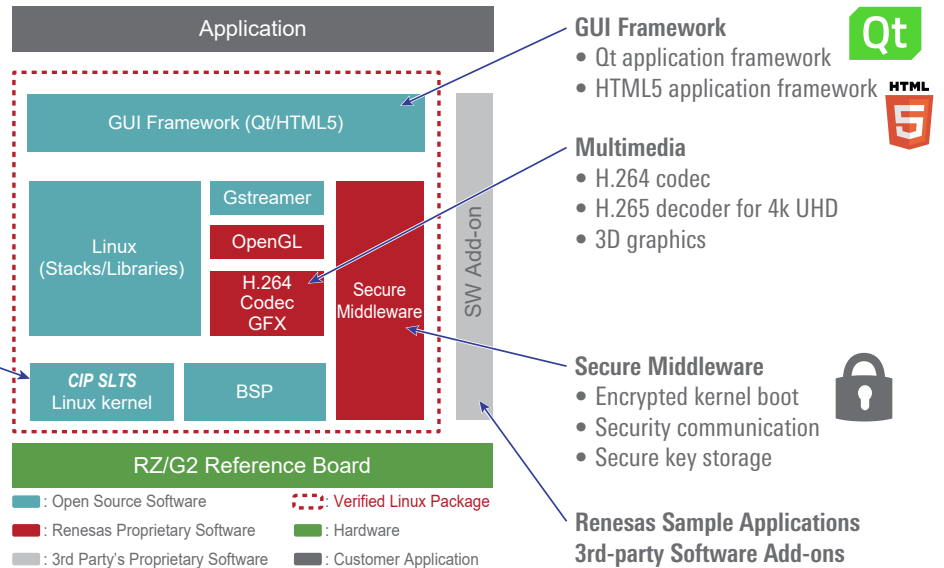 Application
GUI Framework (Qt/HTML5)
Linux
(Stacks/Libraries)
Gstreamer
OpenGL
H.264
Codec
GFX
Secure
Middleware
SW Add-on
CIP SLTS
Linux kernel
BSP
RZ/G2 Reference Board
: Open Source Software
: Verified Linux Package
: Renesas Proprietary Software
: Hardware
: 3rd Party's Proprietary Software
: Customer Application
GUI Framework
• Qt application framework
• HTML5 application framework
Qt
HTML
5
Multimedia
• H.264 codec
• H.265 decoder for 4k UHD
• 3D graphics
Secure Middleware
• Encrypted kernel boot
• Security communication
• Secure key storage
Renesas Sample Applications
3rd-party Software Add-ons